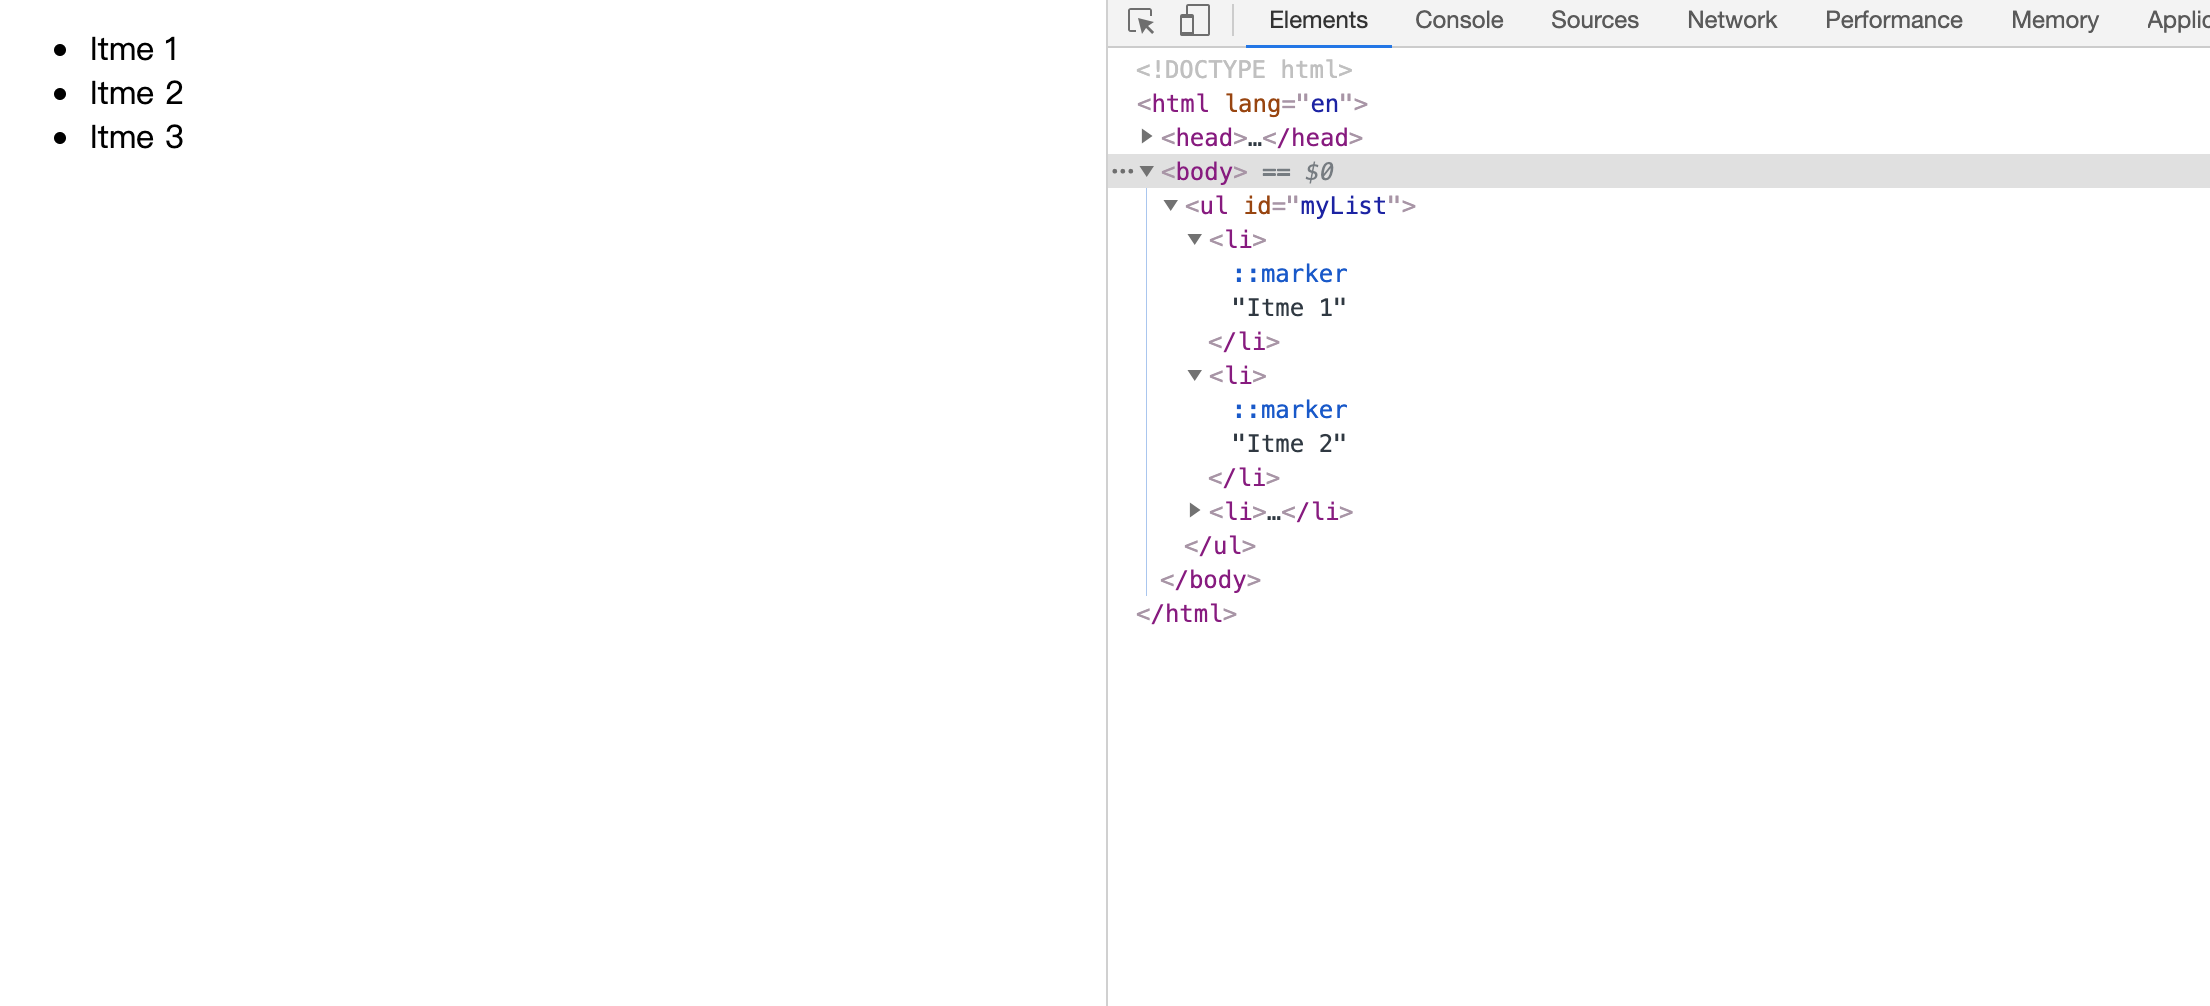 Itme 1
Itme 2
Itme 3
Elements Console Sources Network Performance Memory Applic
<!DOCTYPE html>
<html lang="en">
<head>…</head>
<body> == $0
<ul id="myList">
<li>
::marker
"Itme 1"
</li>
<li>
::marker
"Itme 2"
</li>
<li>…</li>
</ul>
</body>
</html>